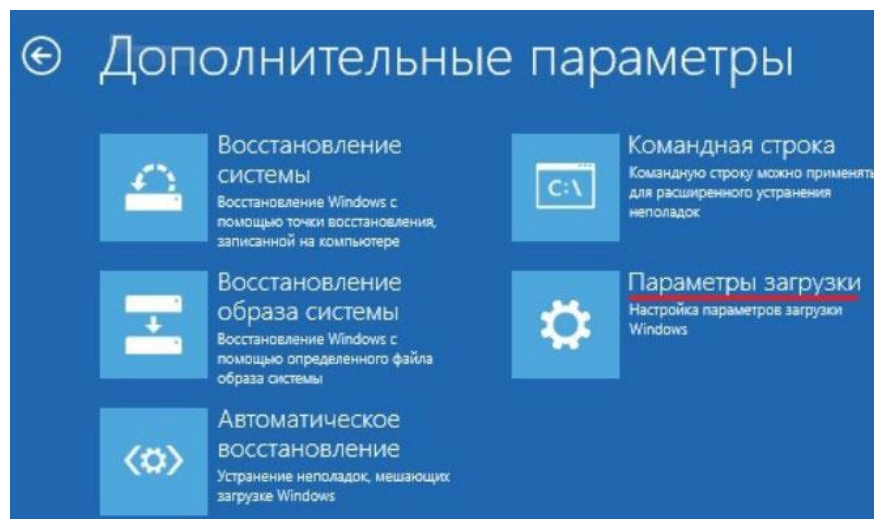 Дополнительные параметры
Восстановление
системы
Восстановление Windows с
помощью точки восстановления,
записанной на компьютере
Восстановление
образа системы
Восстановление Windows с
помощью определенного файла
образа системы
Автоматическое
восстановление
Устранение неполадок, мешающих
загрузке Windows
C:\
Командная строка
Командную строку можно применять
для расширенного устранения
неполадок
Параметры загрузки
Настройка параметров загрузки
Windows